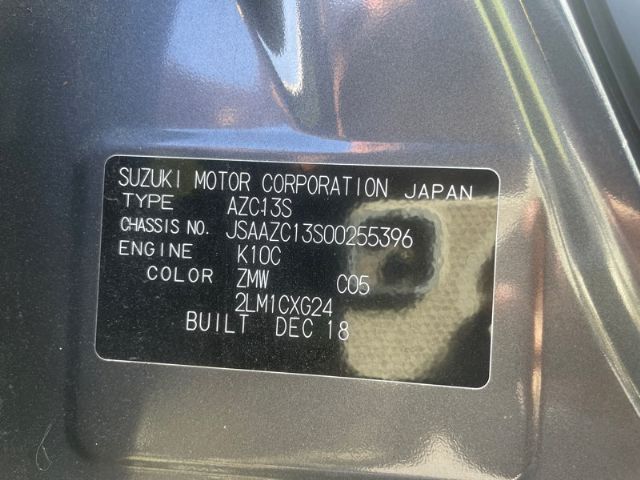 SUZUKI MOTOR CORPORATION JAPAN
TYPE AZC13S
CHASSIS NO. JSAAZC13S00255396
ENGINE K10C
COLOR ZMW C05
2LM1CXG24
BUILT DEC 18